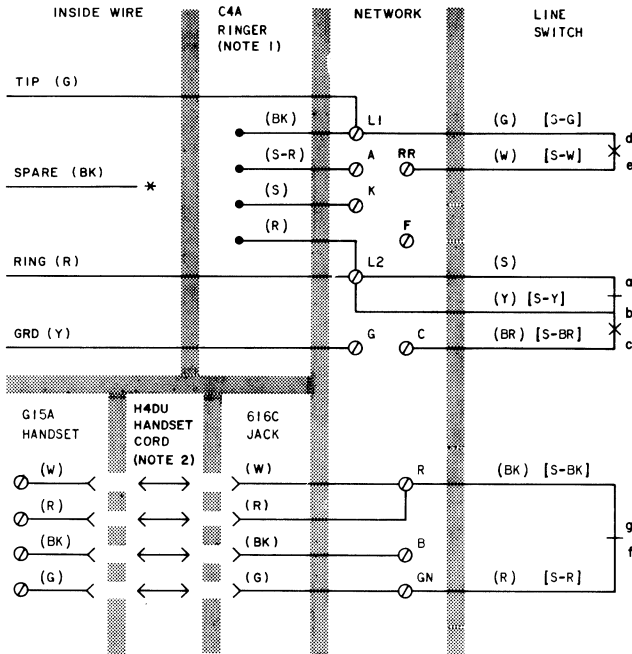 INSIDE WIRE
C4A
RINGER
(NOTE 1)
NETWORK
LINE
SWITCH
TIP (G)
(BK)
L1
(G) [S-G]
d
(S-R)
A
RR
(W) [S-W]
e
SPARE (BK)
*
(S)
K
(R)
F
RING (R)
L2
(S)
a
(Y) [S-Y]
b
GRD (Y)
G
C
(BR) [S-BR]
c
G15A
HANDSET
H4DU
HANDSET
CORD
(NOTE 2)
616C
JACK
(W)
(W)
R
(BK) [S-BK]
(R)
(R)
g
(BK)
(BK)
B
f
(G)
(G)
GN
(R) [S-R]